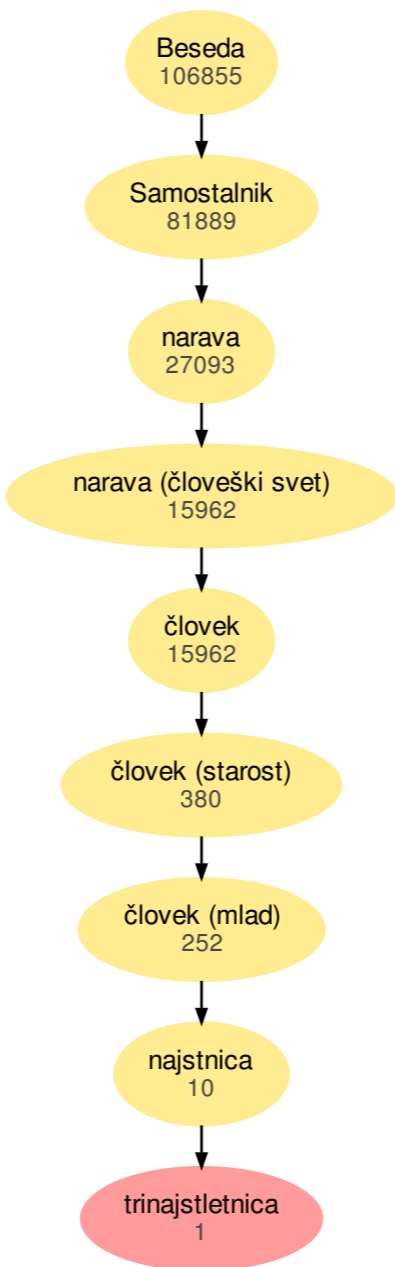 Beseda
106855
Samostalnik
81889
narava
27093
narava (človeški svet)
15962
človek
15962
človek (starost)
380
človek (mlad)
252
najstnica
10
trinajstletnica
1